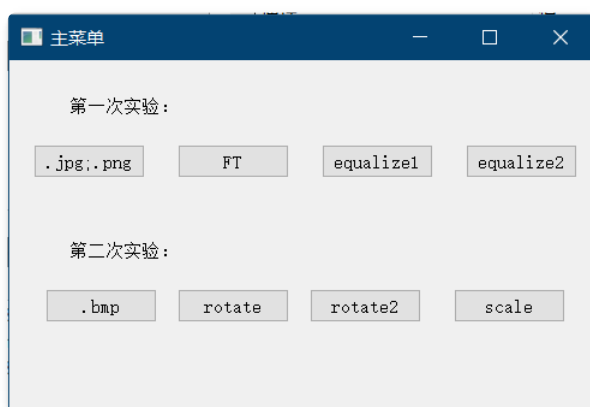 主菜单
第一次实验：
.jpg;.png FT equalize1 equalize2
第二次实验：
.bmp rotate rotate2 scale